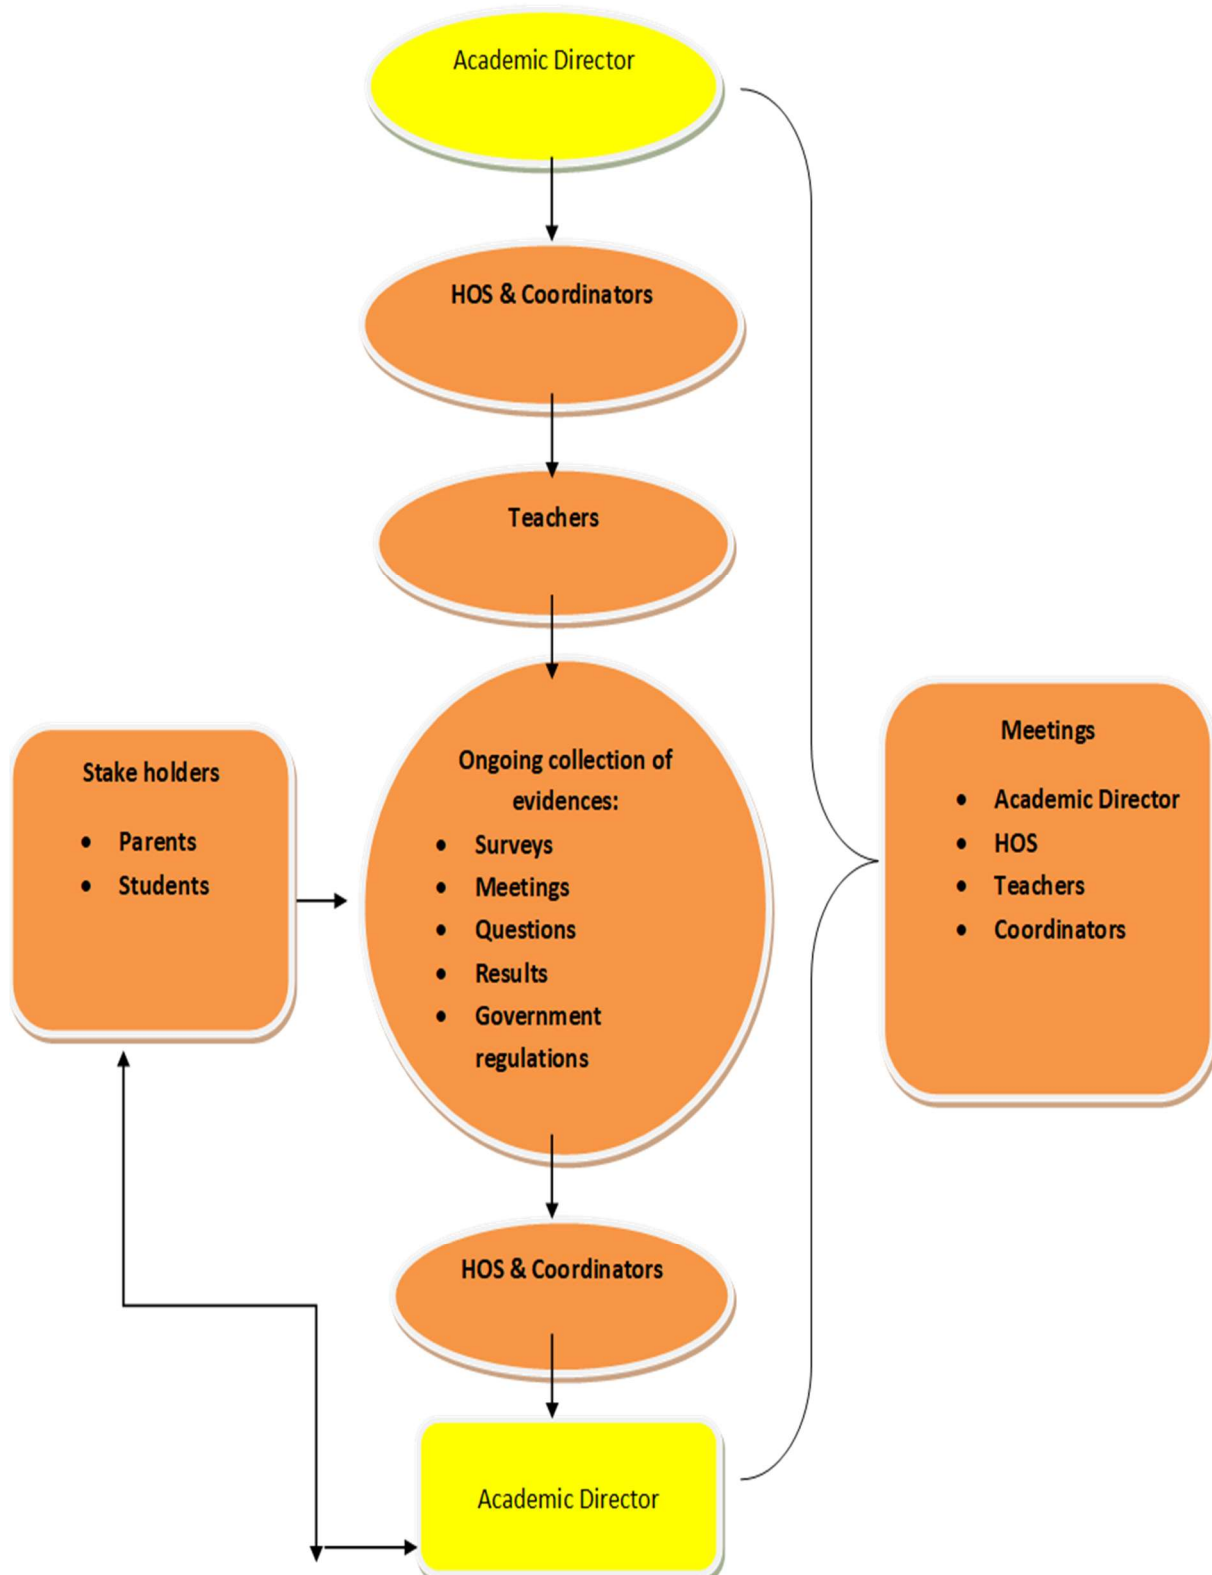 Academic Director
HOS & Coordinators
Teachers
Stake holders
• Parents
• Students
Ongoing collection of
evidences:
• Surveys
• Meetings
• Questions
• Results
• Government
regulations
Meetings
• Academic Director
• HOS
• Teachers
• Coordinators
HOS & Coordinators
Academic Director